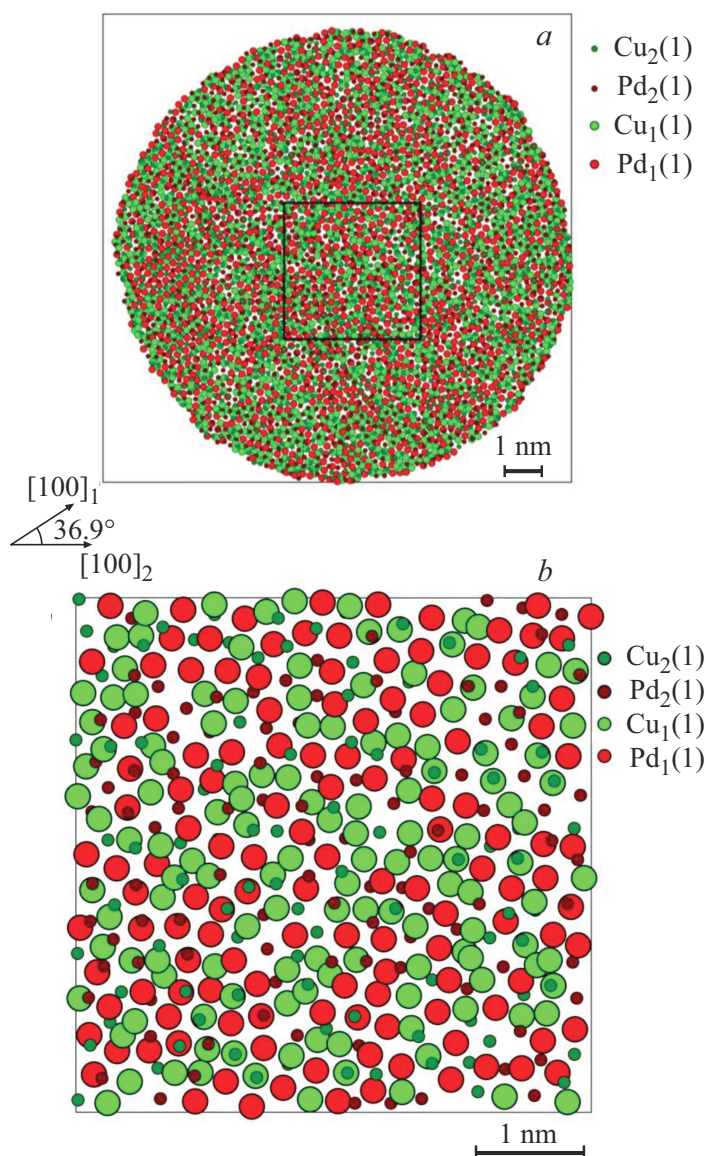 a
Cu₂(1)
Pd₂(1)
Cu₁(1)
Pd₁(1)
1 nm
[100]₁
36.9°
[100]₂
b
Cu₂(1)
Pd₂(1)
Cu₁(1)
Pd₁(1)
1 nm